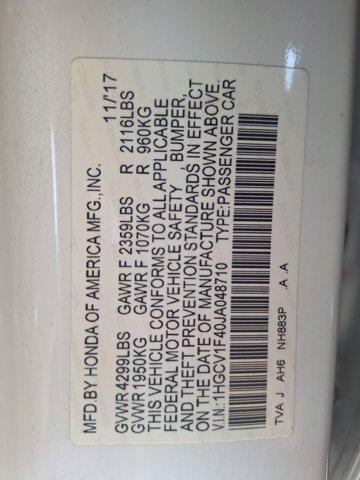 MFD.BY HONDA OF AMERICA MFG.,INC. 11/17
GVWR 4299LBS GAWR F 2359LBS R 2116LBS
GVWR 1950KG GAWR F 1070KG R 960KG
THIS VEHICLE CONFORMS TO ALL APPLICABLE
FEDERAL MOTOR VEHICLE SAFETY, BUMPER,
AND THEFT PREVENTION STANDARDS IN EFFECT
ON THE DATE OF MANUFACTURE SHOWN ABOVE.
V.I.N.: 1HGCV1F40JA048710 TYPE:PASSENGER CAR
TVA J AH6 NH883P .A .A